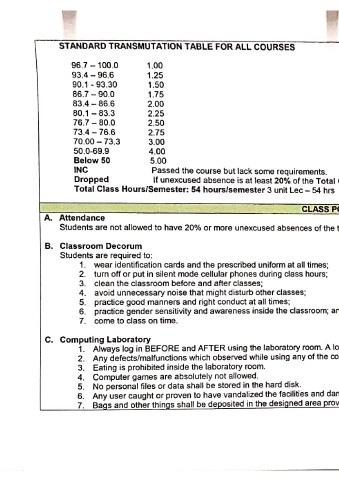 STANDARD TRANSMUTATION TABLE FOR ALL COURSES
96.7 – 100.0 1.00
93.4 – 96.6 1.25
90.1 - 93.30 1.50
86.7 – 90.0 1.75
83.4 – 86.6 2.00
80.1 – 83.3 2.25
76.7 – 80.0 2.50
73.4 – 76.6 2.75
70.00 – 73.3 3.00
50.0-69.9 4.00
Below 50 5.00
INC Passed the course but lack some requirements.
Dropped If unexcused absence is at least 20% of the Total
Total Class Hours/Semester: 54 hours/semester 3 unit Lec – 54 hrs
CLASS
A. Attendance
Students are not allowed to have 20% or more unexcused absences of the
B. Classroom Decorum
Students are required to:
1. wear identification cards and the prescribed uniform at all times;
2. turn off or put in silent mode cellular phones during class hours;
3. clean the classroom before and after classes;
4. avoid unnecessary noise that might disturb other classes;
5. practice good manners and right conduct at all times;
6. practice gender sensitivity and awareness inside the classroom;
7. come to class on time.
C. Computing Laboratory
1. Always log in BEFORE and AFTER using the laboratory room. A
2. Any defects/malfunctions which observed while using any of the
3. Eating is prohibited inside the laboratory room.
4. Computer games are absolutely not allowed.
5. No personal files or data shall be stored in the hard disk.
6. Any user caught or proven to have vandalized the facilities and
7. Bags and other things shall be deposited in the designed area